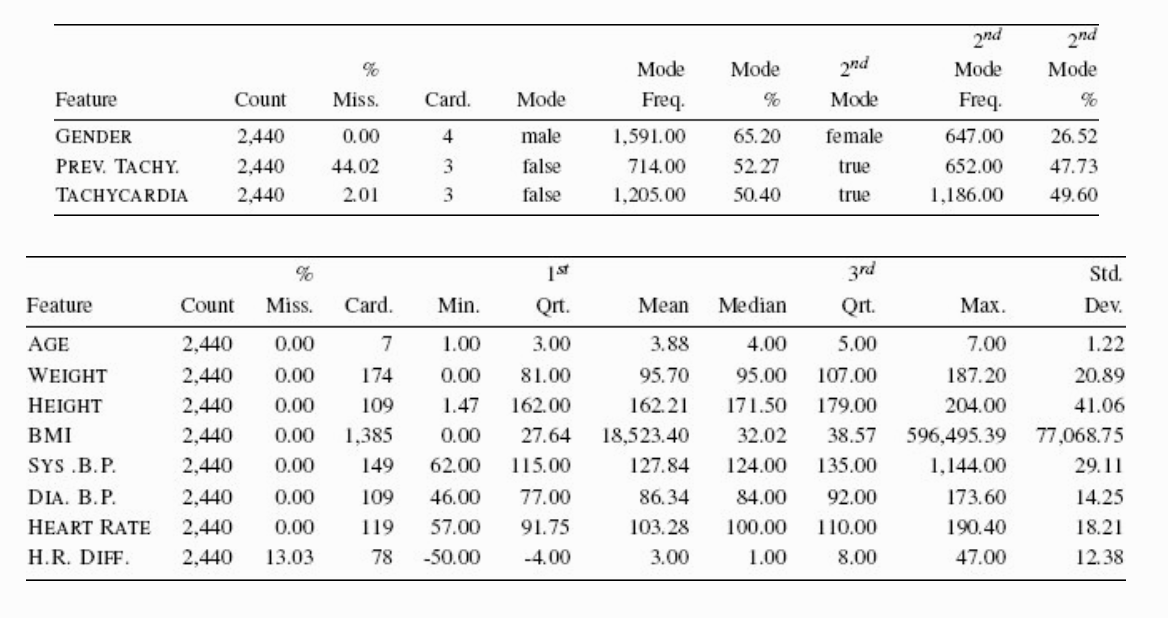 2nd 2nd
% Mode Mode 2nd Mode Mode
Feature Count Miss. Card. Mode Freq. % Mode Freq. %
GENDER 2,440 0.00 4 male 1,591.00 65.20 female 647.00 26.52
PREV. TACHY. 2,440 44.02 3 false 714.00 52.27 true 652.00 47.73
TACHYCARDIA 2,440 2.01 3 false 1,205.00 50.40 true 1,186.00 49.60
% 1st 3rd Std.
Feature Count Miss. Card. Min. Qrt. Mean Median Qrt. Max. Dev.
AGE 2,440 0.00 7 1.00 3.00 3.88 4.00 5.00 7.00 1.22
WEIGHT 2,440 0.00 174 0.00 81.00 95.70 95.00 107.00 187.20 20.89
HEIGHT 2,440 0.00 109 1.47 162.00 162.21 171.50 179.00 204.00 41.06
BMI 2,440 0.00 1,385 0.00 27.64 18,523.40 32.02 38.57 596,495.39 77,068.75
SYS .B.P. 2,440 0.00 149 62.00 115.00 127.84 124.00 135.00 1,144.00 29.11
DIA. B.P. 2,440 0.00 109 46.00 77.00 86.34 84.00 92.00 173.60 14.25
HEART RATE 2,440 0.00 119 57.00 91.75 103.28 100.00 110.00 190.40 18.21
H.R. DIFF. 2,440 13.03 78 -50.00 -4.00 3.00 1.00 8.00 47.00 12.38